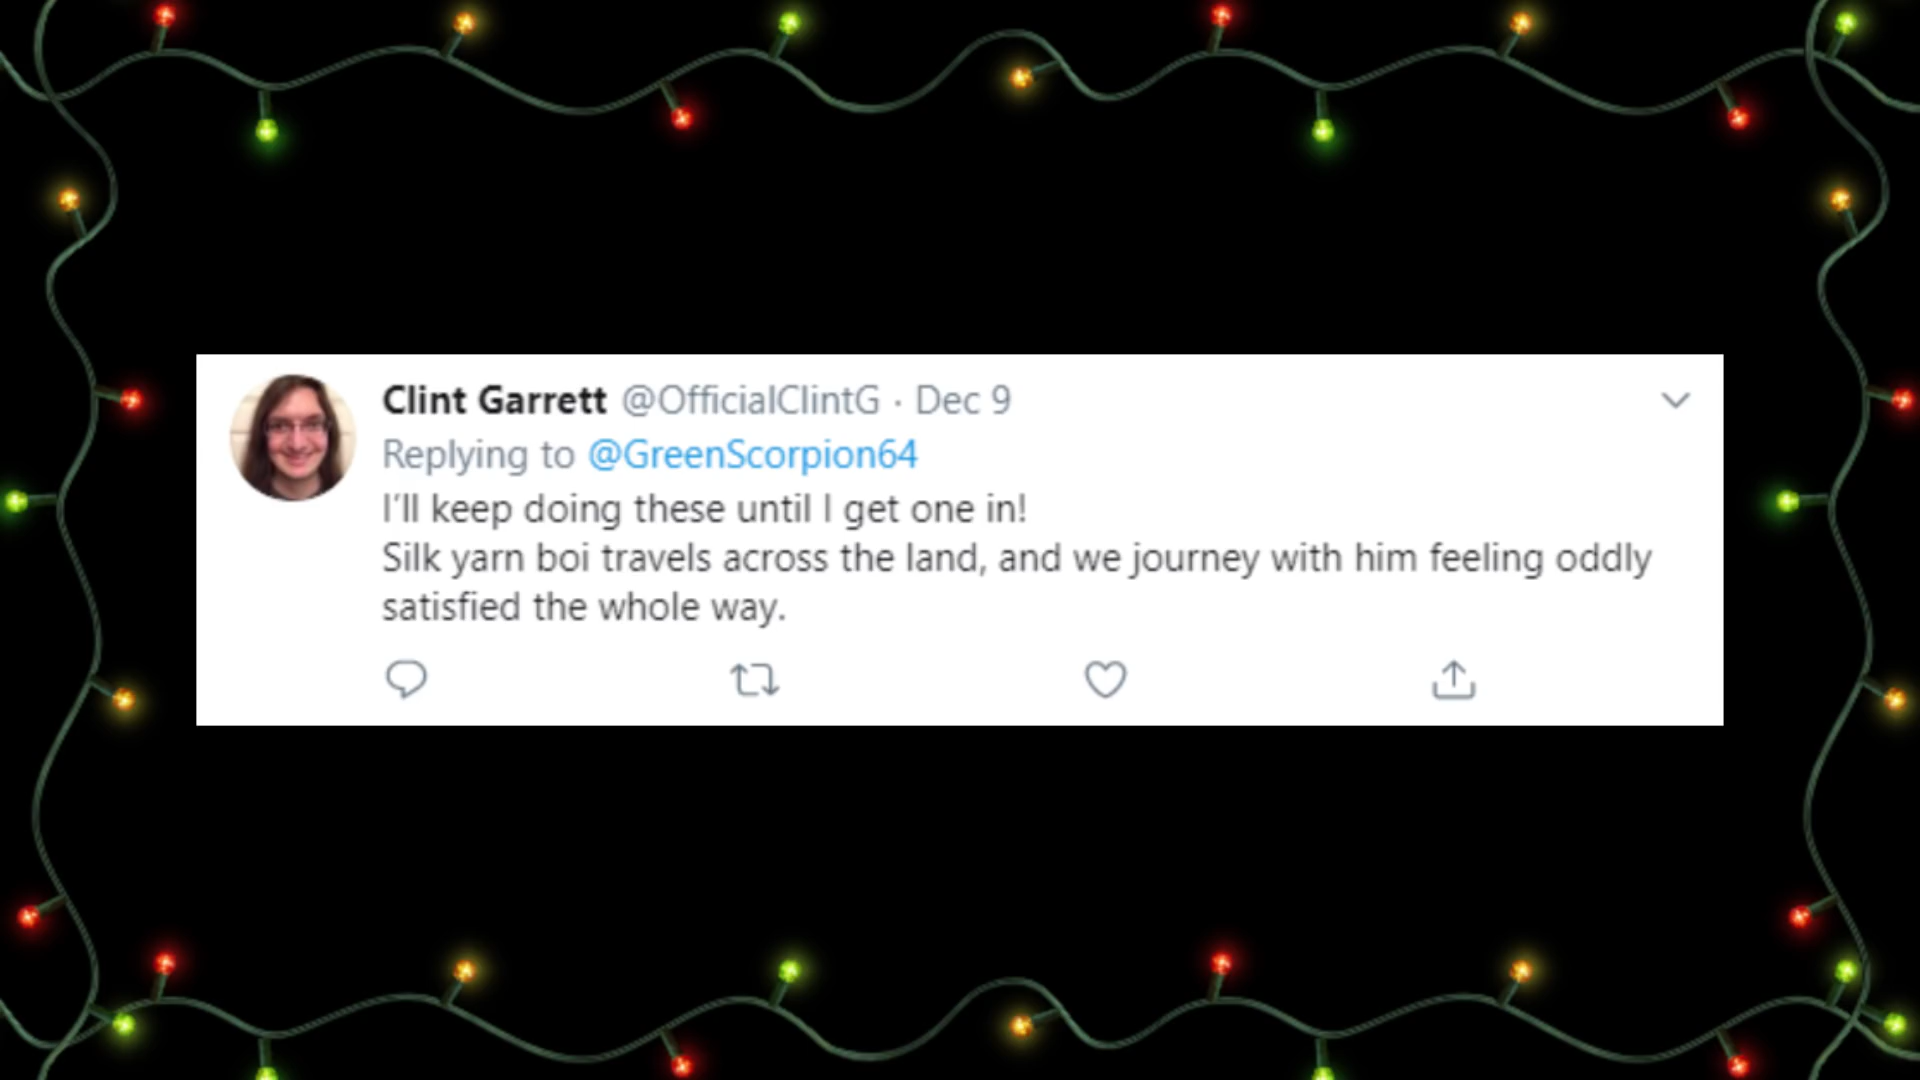 Clint Garrett @OfficialClintG · Dec 9
Replying to @GreenScorpion64
I'll keep doing these until I get one in!
Silk yarn boi travels across the land, and we journey with him feeling oddly
satisfied the whole way.